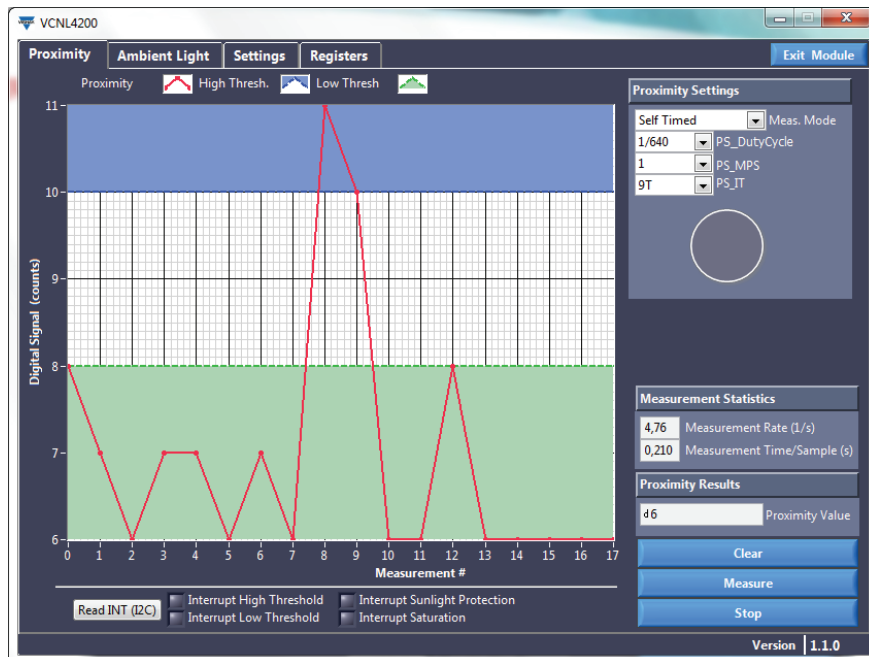 VCNL4200
Proximity Ambient Light Settings Registers Exit Module
Proximity High Thresh. Low Thresh
11
10
9
8
7
6
Digital Signal (counts)
0 1 2 3 4 5 6 7 8 9 10 11 12 13 14 15 16 17
Measurement #
Read INT (I2C)
Interrupt High Threshold Interrupt Sunlight Protection
Interrupt Low Threshold Interrupt Saturation
Proximity Settings
Self Timed Meas. Mode
1/640 PS_DutyCycle
1 PS_MPS
9T PS_IT
Measurement Statistics
4,76 Measurement Rate (1/s)
0,210 Measurement Time/Sample (s)
Proximity Results
d6 Proximity Value
Clear
Measure
Stop
Version 1.1.0